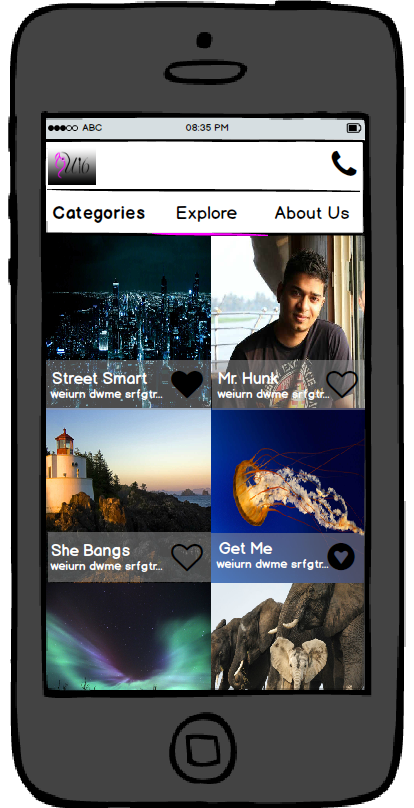 ABC 08:35 PM
Categories Explore About Us
Street Smart
weiurn dwme srfgtr...
Mr. Hunk
weiurn dwme srfgtr...
She Bangs
weiurn dwme srfgtr...
Get Me
weiurn dwme srfgtr...